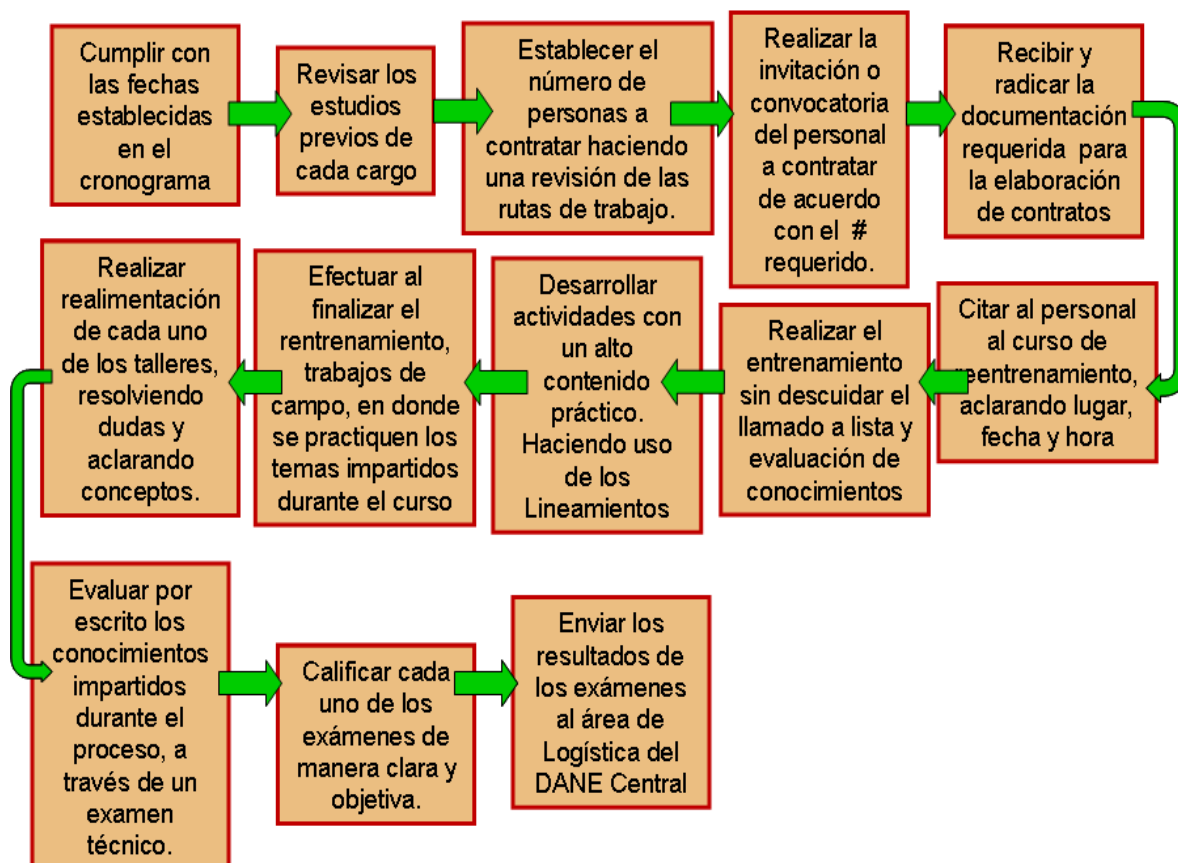 Cumplir con
las fechas
establecidas
en el
cronograma
Revisar los
estudios
previos de
cada cargo
Establecer el
número de
personas a
contratar haciendo
una revisión de las
rutas de trabajo.
Realizar la
invitación o
convocatoria
del personal
a contratar
de acuerdo
con el #
requerido.
Recibir y
radicar la
documentación
requerida para
la elaboración
de contratos
Citar al personal
al curso de
reentrenamiento,
aclarando lugar,
fecha y hora
Realizar el
entrenamiento
sin descuidar el
llamado a lista y
evaluación de
conocimientos
Desarrollar
actividades con
un alto
contenido
práctico.
Haciendo uso
de los
Lineamientos
Efectuar al
finalizar el
rentrenamiento,
trabajos de
campo, en donde
se practiquen los
temas impartidos
durante el curso
Realizar
realimentación
de cada uno
de los talleres,
resolviendo
dudas y
aclarando
conceptos.
Evaluar por
escrito los
conocimientos
impartidos
durante el
proceso, a
través de un
examen
técnico.
Calificar cada
uno de los
exámenes de
manera clara y
objetiva.
Enviar los
resultados de
los exámenes
al área de
Logística del
DANE Central